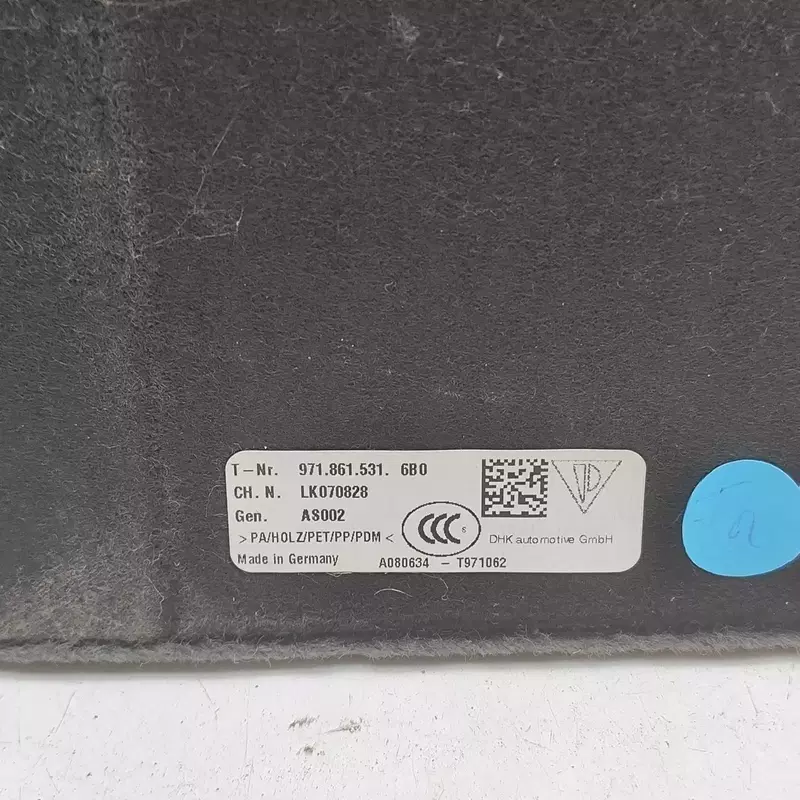 T-Nr. 971.861.531. 6B0
CH. N. LK070828
Gen. AS002
>PA/HOLZ/PET/PP/PDM<
CCC S
DHK automotive GmbH
Made in Germany A080634 - T971062